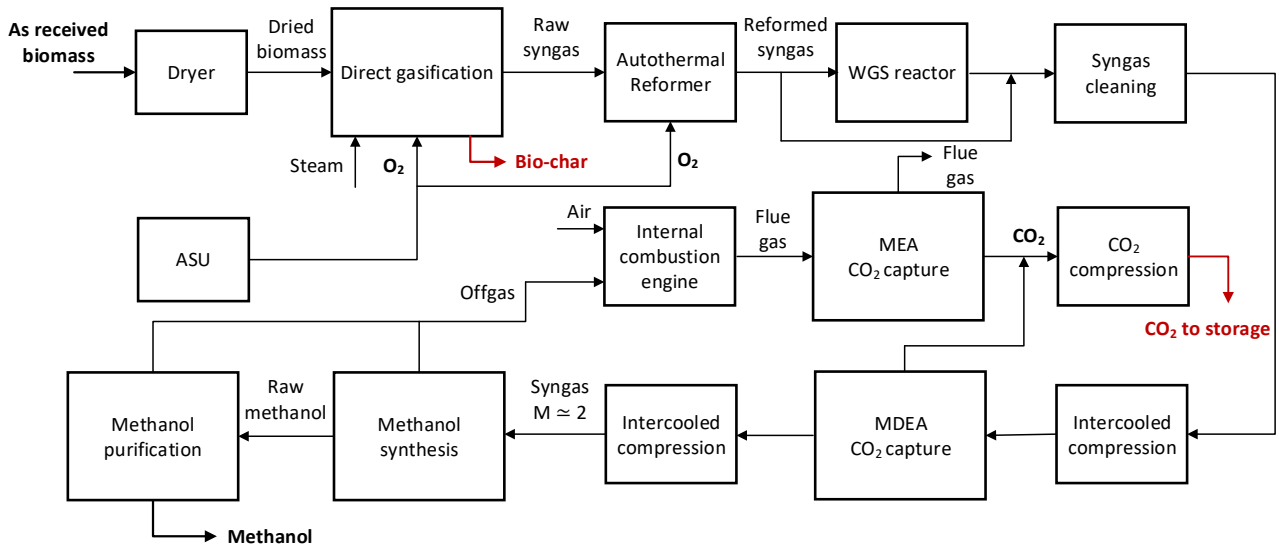 As received
biomass
Dryer
Dried
biomass
Direct gasification
Raw
syngas
Autothermal
Reformer
Reformed
syngas
WGS reactor
Syngas
cleaning
Steam
O₂
Bio-char
O₂
Flue
gas
ASU
Air
Internal
combustion
engine
Flue
gas
MEA
CO₂ capture
CO₂
CO₂
compression
Offgas
CO₂ to storage
Methanol
purification
Raw
methanol
Methanol
synthesis
Syngas
M ≃ 2
Intercooled
compression
MDEA
CO₂ capture
Intercooled
compression
Methanol